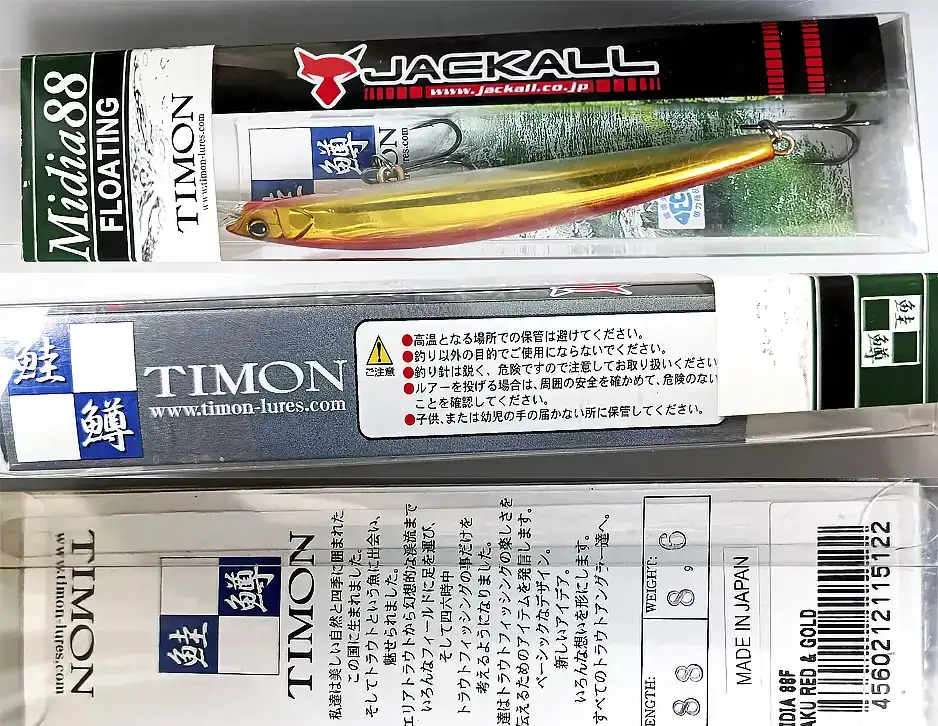 Midia88
FLOATING
TIMON
www.timon-lures.com
JACKALL
www.jackall.co.jp
鱒
鮭
鱒
TIMON
www.timon-lures.com
ご注意
●高温となる場所での保管は避けてください。
●釣り以外の目的でご使用にならないでください。
●釣り針は鋭く、危険ですので注意してお取り扱いください
●ルアーを投げる場合は、周囲の安全を確かめて、危険のない
ことを確認してください。
●子供、または幼児の手の届かない所に保管してください。
鮭
鱒
TIMON
www.timon-lures.com
鮭
鱒
TIMON
私達は美しい自然と四季に囲まれた
この国に生まれました。
そしてトラウトという魚に出会い、
魅せられました。
エリアトラウトから幻想的な渓流まで
いろんなフィールドに足を運び、
そして四六時中
トラウトフィッシングの事だけを
考えるようになりました。
達はトラウトフィッシングの楽しさを
伝えるためのアイテムを発信します。
ベーシックなデザイン。
新しいアイデア。
いろんな想いを形にします。
すべてのトラウトアングラー達へ。
ENGTH: 88
WEIGHT: 8,6
MADE IN JAPAN
IDIA 88F
AKU RED & GOLD
4560212115122